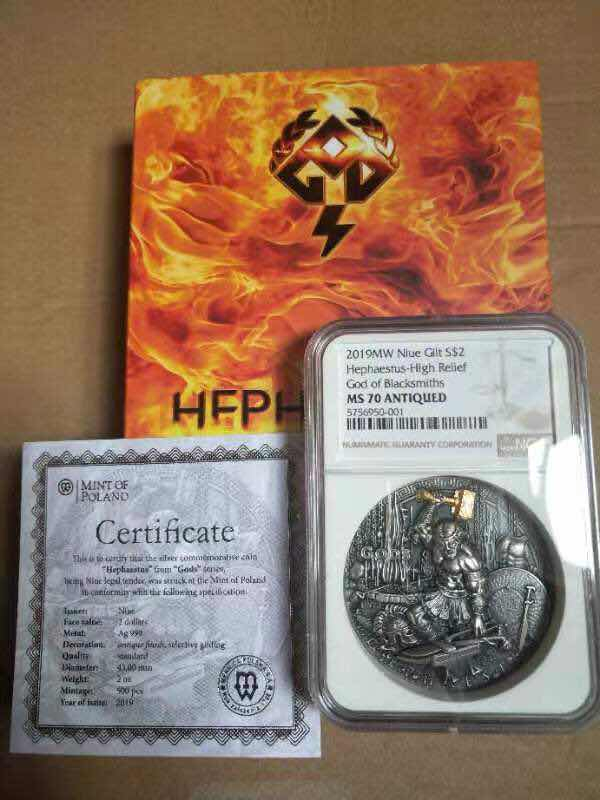 GOD
HEPH
2019MW Niue Gilt S$2
Hephaestus-High Relief
God of Blacksmiths
MS 70 ANTIQUED
5756950-001
NUMISMATIC GUARANTY CORPORATION
NGC
GODS
MINT OF
POLAND
Certificate
This is to certify that the silver commemorative coin
"Hephaestus" from "Gods" series,
being Niue legal tender, was struck at the Mint of Poland
in conformity with the following specification:
Issuer: Niue
Face value: 2 dollars
Metal: Ag 999
Decoration: antique finish, selective gilding
Quality: standard
Diameter: 45,00 mm
Weight: 2 oz
Mintage: 500 pcs
Year of issue: 2019
MENNICA POLSKA S.A.